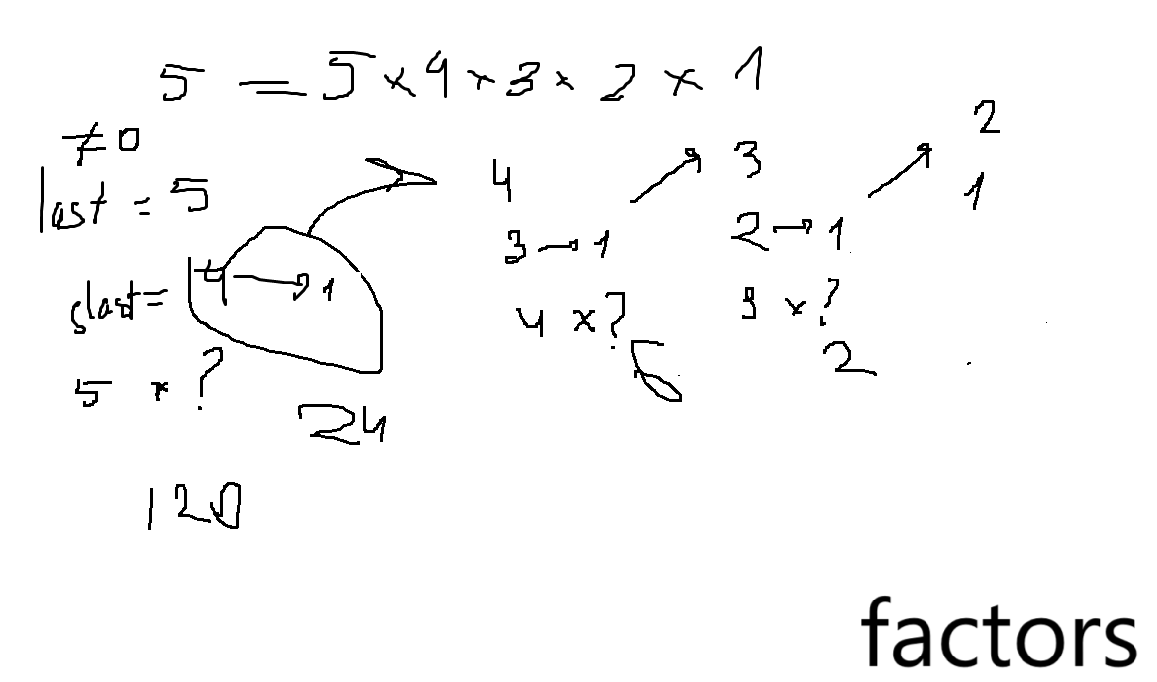 5 = 5 × 4 × 3 × 2 × 1
≠0
last = 5
slast = 4 → 1
5 × ?
24
120
4
3 → 1
4 × ?
6
3
2 → 1
3 × ?
2
2
1
factors